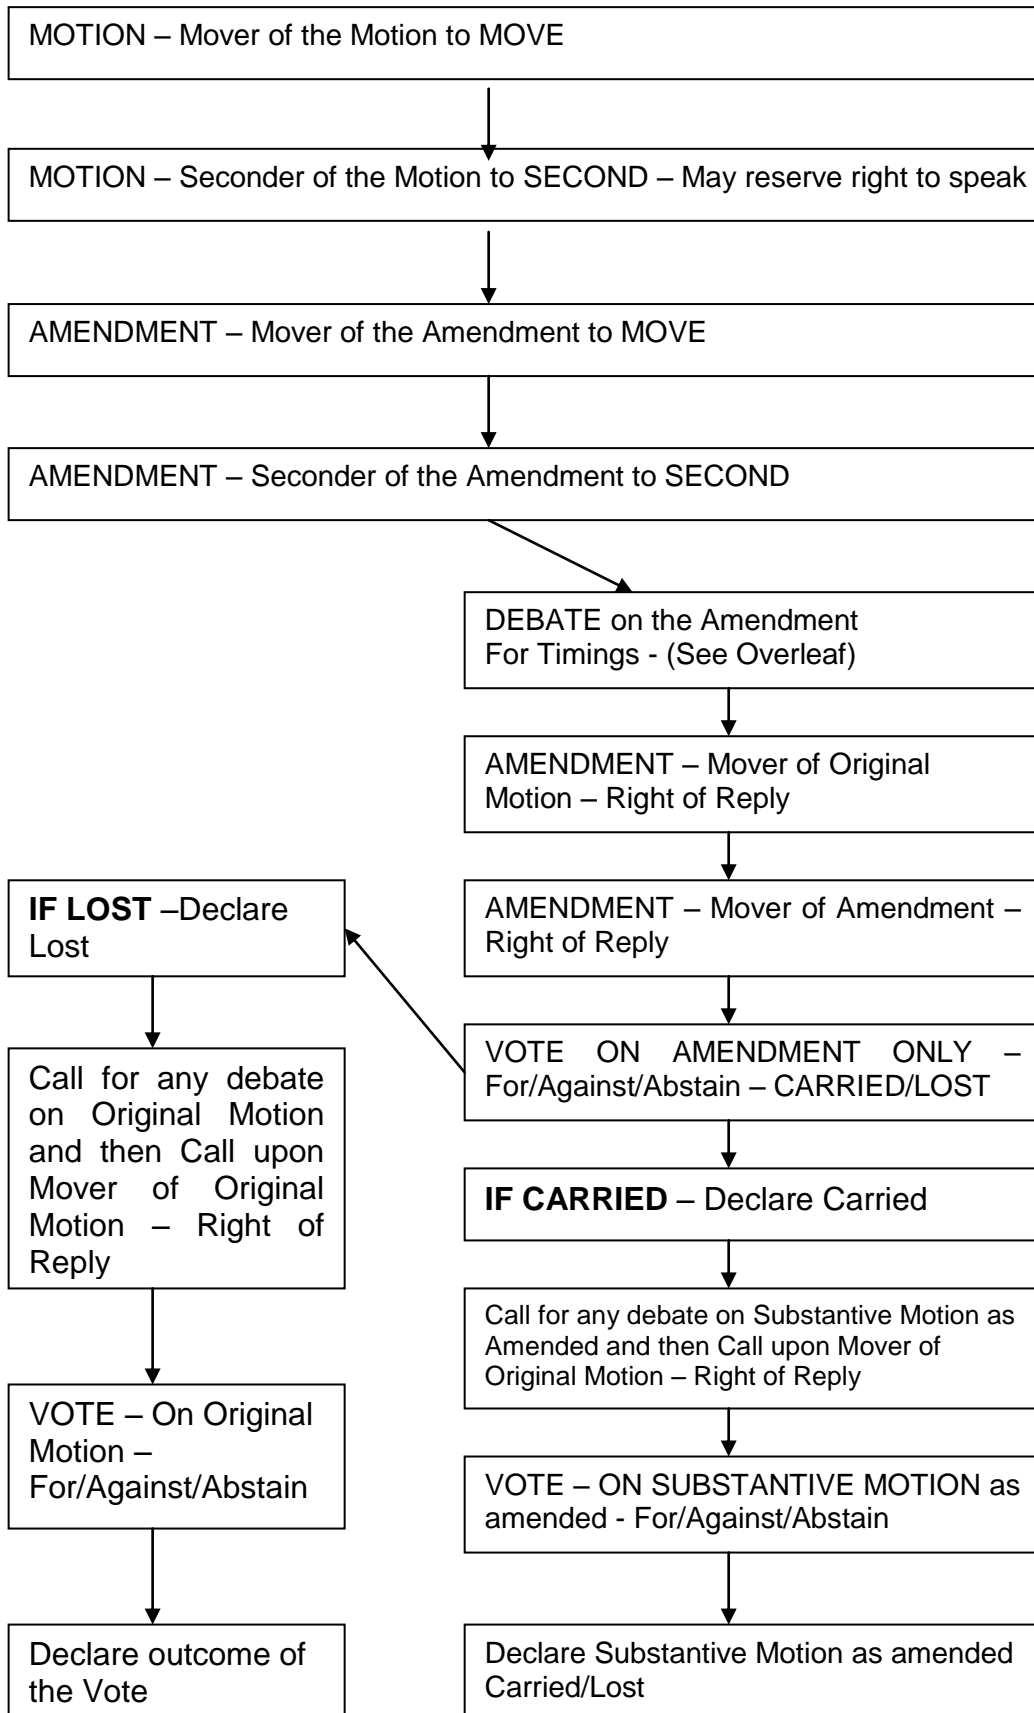 MOTION – Mover of the Motion to MOVE
MOTION – Seconder of the Motion to SECOND – May reserve right to speak
AMENDMENT – Mover of the Amendment to MOVE
AMENDMENT – Seconder of the Amendment to SECOND
DEBATE on the Amendment
For Timings - (See Overleaf)
AMENDMENT – Mover of Original
Motion – Right of Reply
AMENDMENT – Mover of Amendment –
Right of Reply
VOTE ON AMENDMENT ONLY –
For/Against/Abstain – CARRIED/LOST
IF LOST –Declare
Lost
Call for any debate
on Original Motion
and then Call upon
Mover of Original
Motion – Right of
Reply
VOTE – On Original
Motion –
For/Against/Abstain
Declare outcome of
the Vote
IF CARRIED – Declare Carried
Call for any debate on Substantive Motion as
Amended and then Call upon Mover of
Original Motion – Right of Reply
VOTE – ON SUBSTANTIVE MOTION as
amended - For/Against/Abstain
Declare Substantive Motion as amended
Carried/Lost